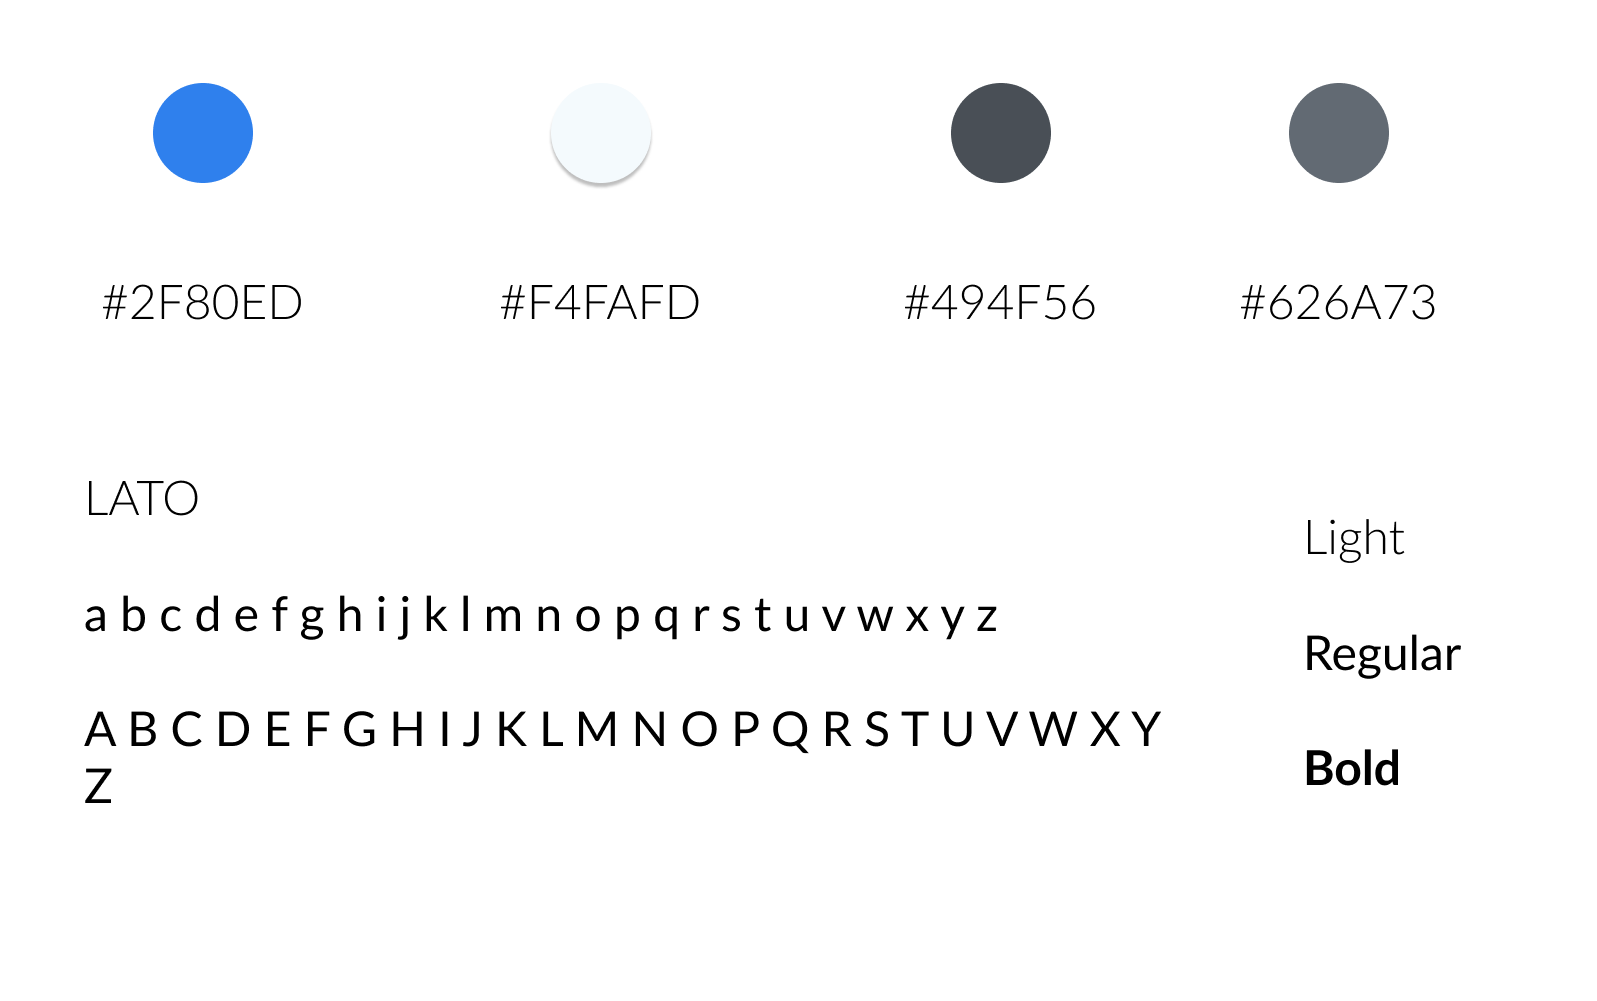 #2F80ED
#F4FAFD
#494F56
#626A73
LATO
a b c d e f g h i j k l m n o p q r s t u v w x y z
A B C D E F G H I J K L M N O P Q R S T U V W X Y
Z
Light
Regular
Bold